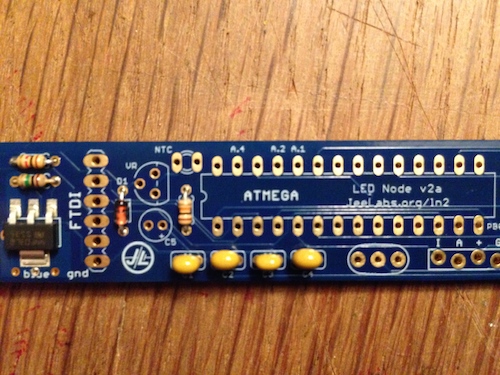 NTC
A.4 A.2 A.1
VR
D1
ATMEGA
LED Node v2a
JeeLabs.org/ln2
FTDI
C5
PB
I A +
blue gnd